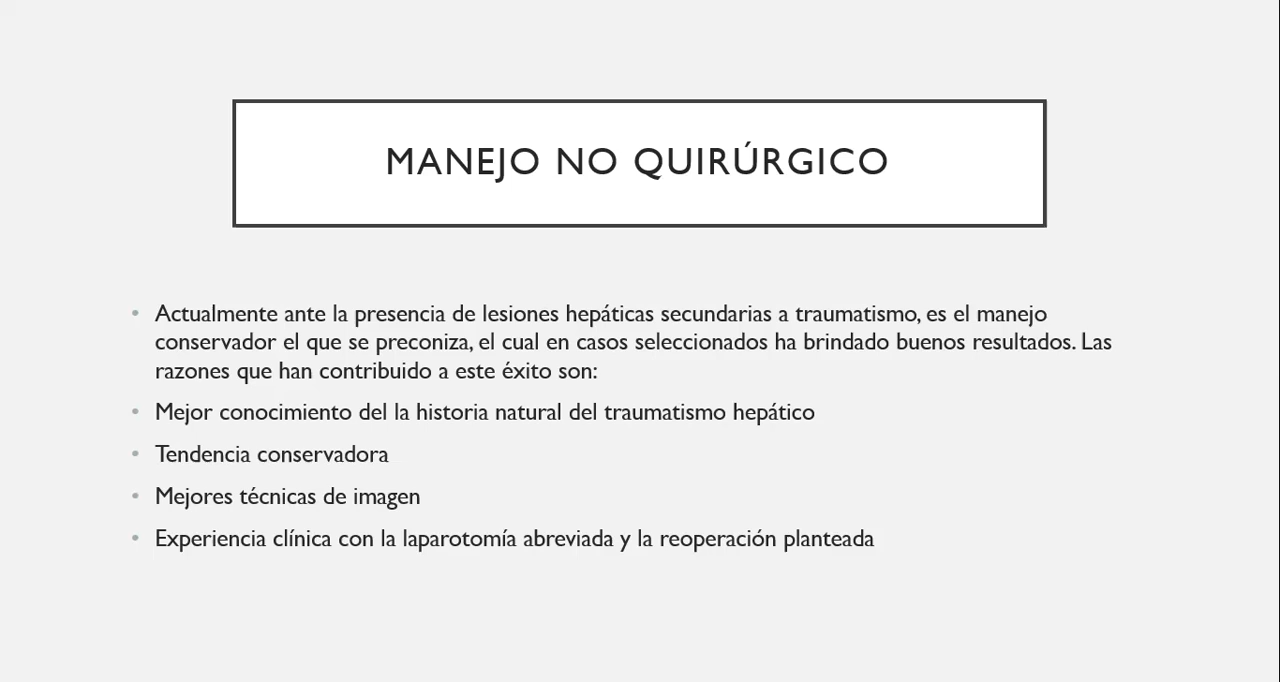 MANEJO NO QUIRÚRGICO
• Actualmente ante la presencia de lesiones hepáticas secundarias a traumatismo, es el manejo
conservador el que se preconiza, el cual en casos seleccionados ha brindado buenos resultados. Las
razones que han contribuido a este éxito son:
• Mejor conocimiento del la historia natural del traumatismo hepático
• Tendencia conservadora
• Mejores técnicas de imagen
• Experiencia clínica con la laparotomía abreviada y la reoperación planteada